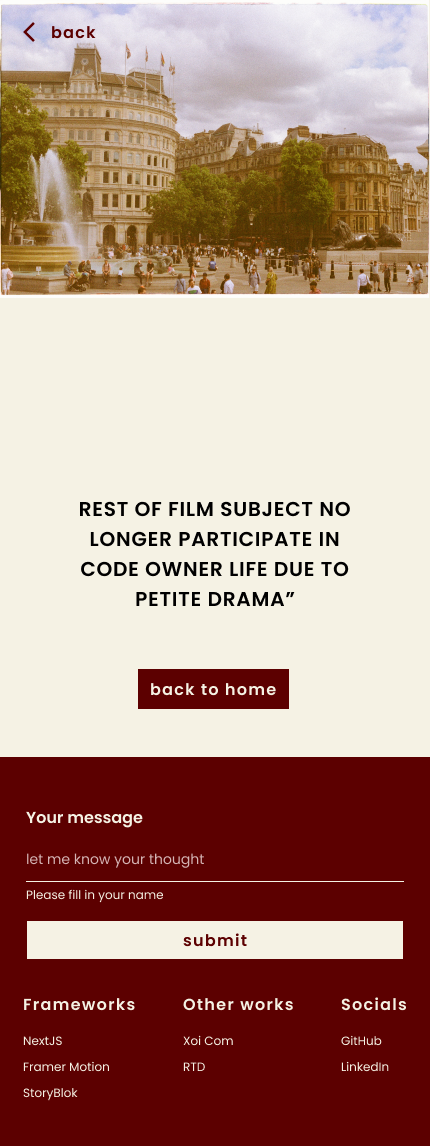 back
REST OF FILM SUBJECT NO
LONGER PARTICIPATE IN
CODE OWNER LIFE DUE TO
PETITE DRAMA”
back to home
Your message
let me know your thought
Please fill in your name
submit
Frameworks
NextJS
Framer Motion
StoryBlok
Other works
Xoi Com
RTD
Socials
GitHub
LinkedIn